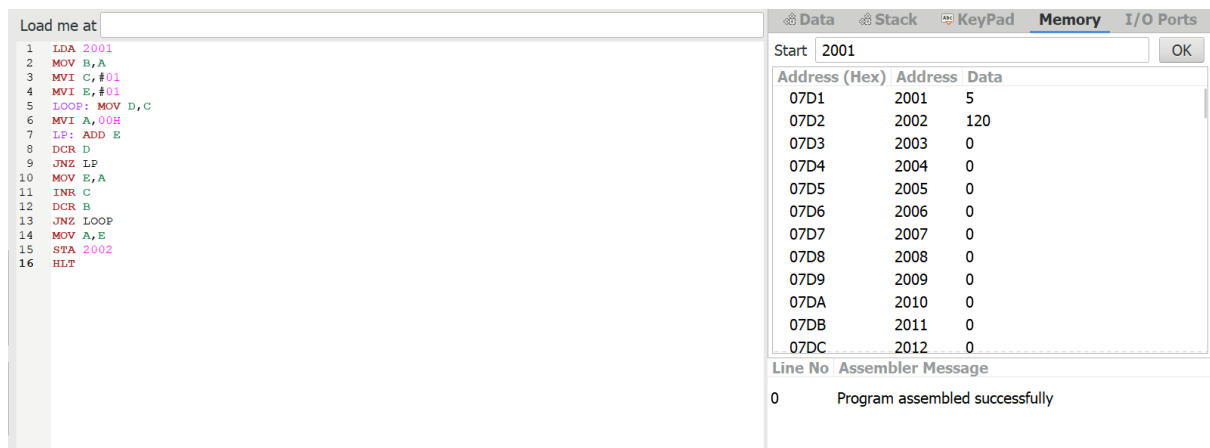 Load me at
1 LDA 2001
2 MOV B,A
3 MVI C,#01
4 MVI E,#01
5 LOOP: MOV D,C
6 MVI A,00H
7 LP: ADD E
8 DCR D
9 JNZ LP
10 MOV E,A
11 INR C
12 DCR B
13 JNZ LOOP
14 MOV A,E
15 STA 2002
16 HLT
Data Stack KeyPad Memory I/O Ports
Start 2001 OK
Address (Hex) Address Data
07D1 2001 5
07D2 2002 120
07D3 2003 0
07D4 2004 0
07D5 2005 0
07D6 2006 0
07D7 2007 0
07D8 2008 0
07D9 2009 0
07DA 2010 0
07DB 2011 0
07DC 2012 0
Line No Assembler Message
0 Program assembled successfully